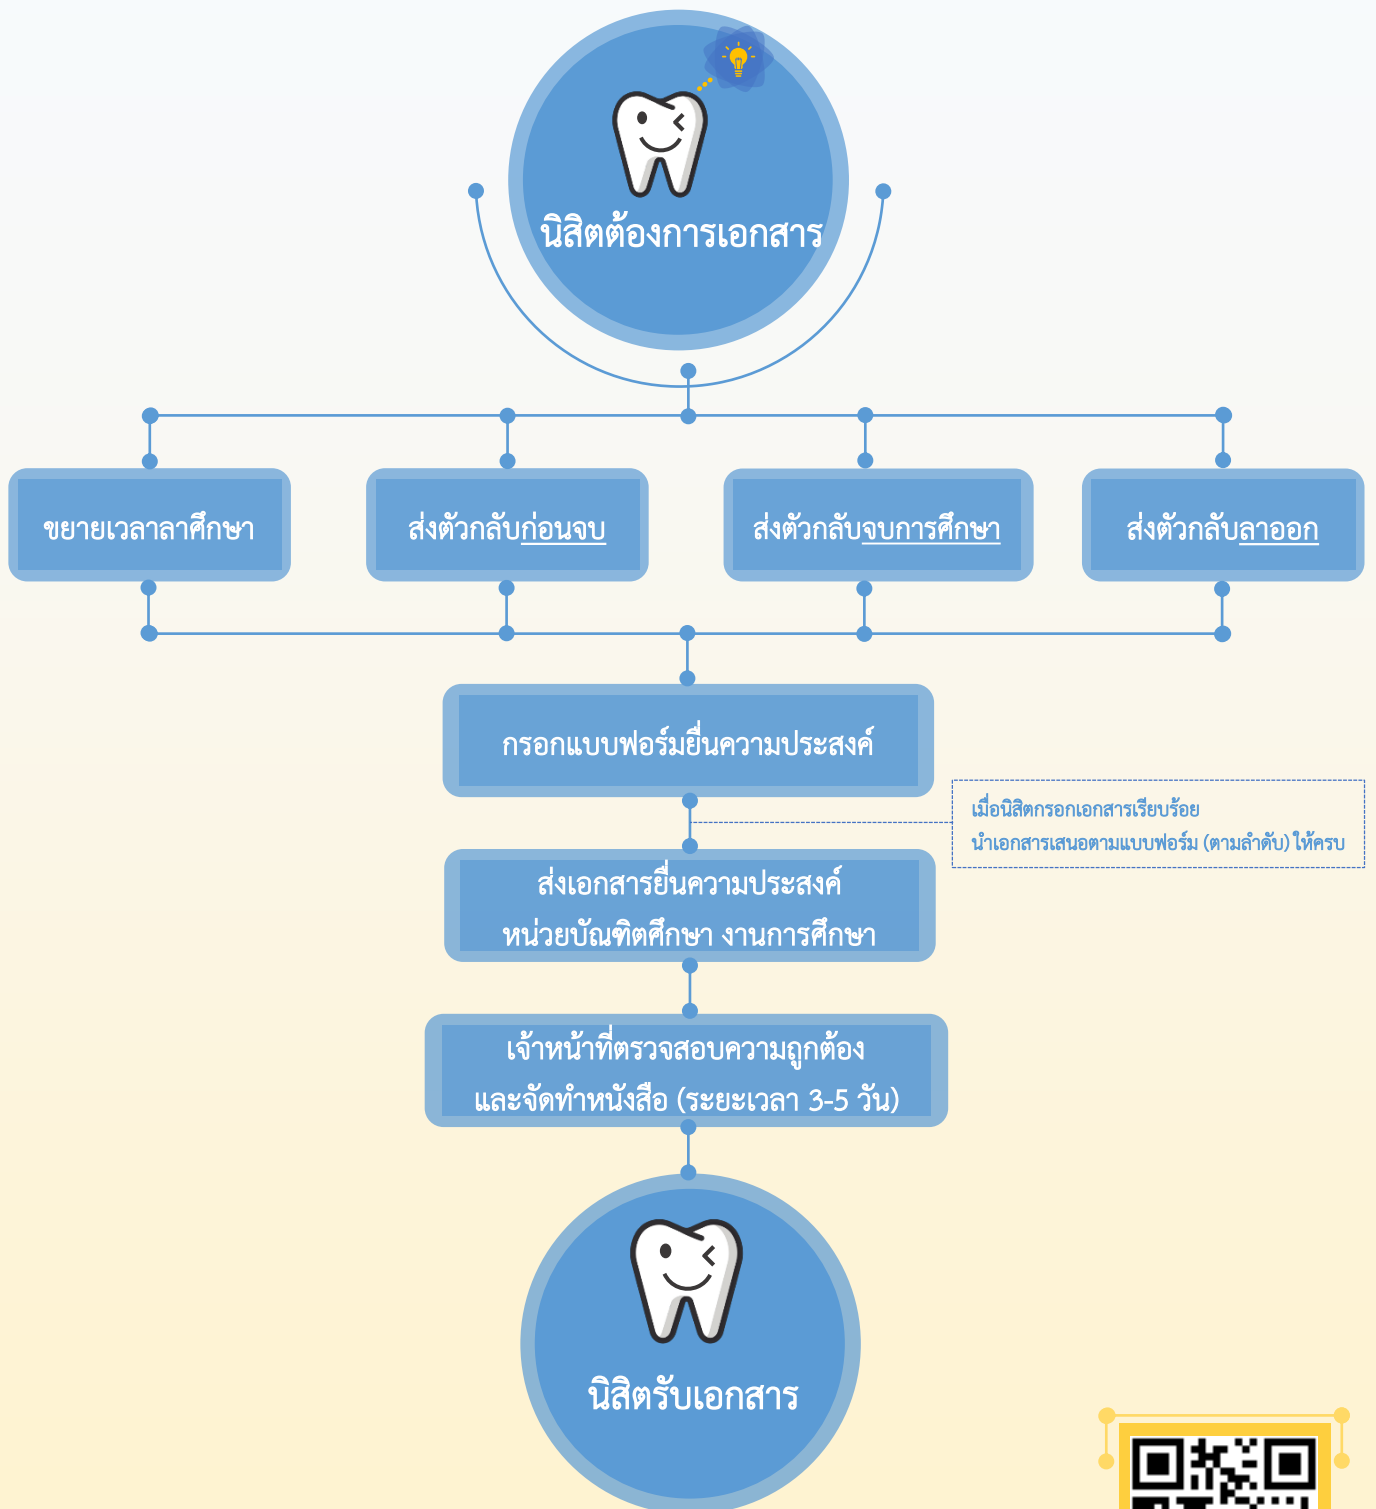 นิสิตต้องการเอกสาร
ขยายเวลาลาศึกษา
ส่งตัวกลับก่อนจบ
ส่งตัวกลับจบการศึกษา
ส่งตัวกลับลาออก
กรอกแบบฟอร์มยื่นความประสงค์
เมื่อนิสิตกรอกเอกสารเรียบร้อย
นำเอกสารเสนอตามแบบฟอร์ม (ตามลำดับ) ให้ครบ
ส่งเอกสารยื่นความประสงค์
หน่วยบัณฑิตศึกษา งานการศึกษา
เจ้าหน้าที่ตรวจสอบความถูกต้อง
และจัดทำหนังสือ (ระยะเวลา 3-5 วัน)
นิสิตรับเอกสาร